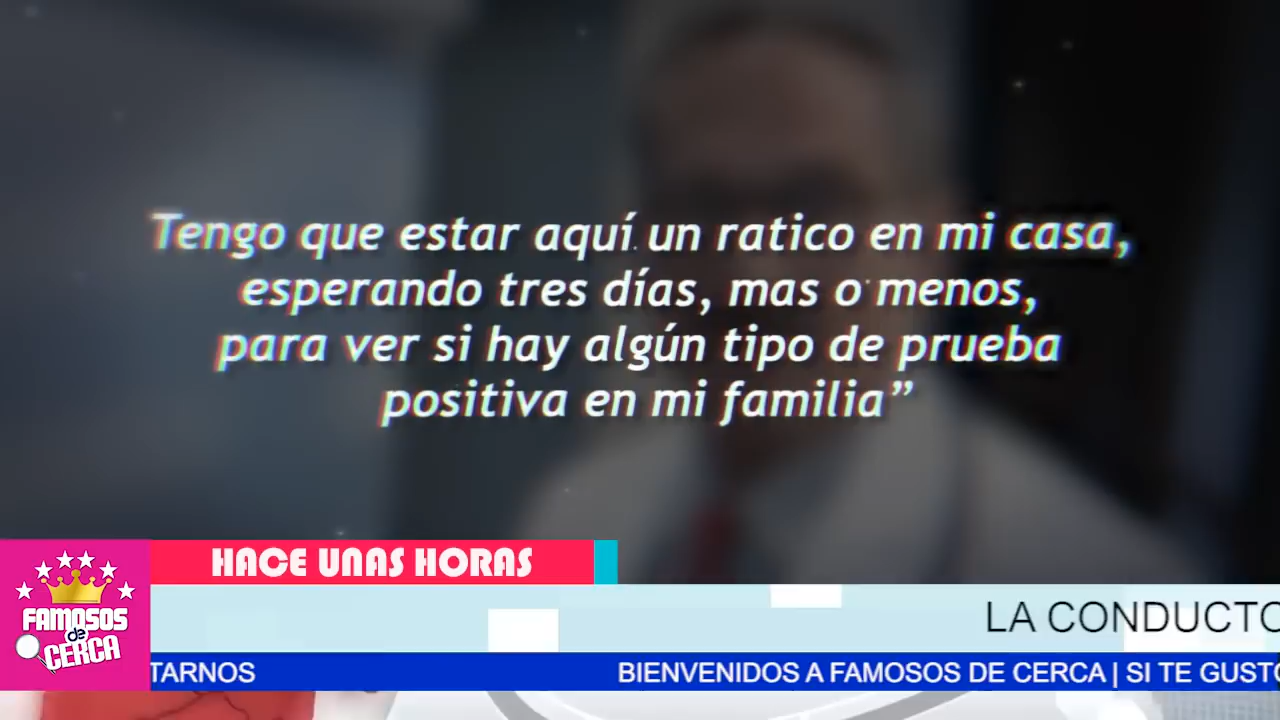 Tengo que estar aquí un ratico en mi casa,
esperando tres días, mas o menos,
para ver si hay algún tipo de prueba
positiva en mi familia”
HACE UNAS HORAS
FAMOSOS
de
CERCA
LA CONDUCTO
TARNOS BIENVENIDOS A FAMOSOS DE CERCA | SI TE GUSTO